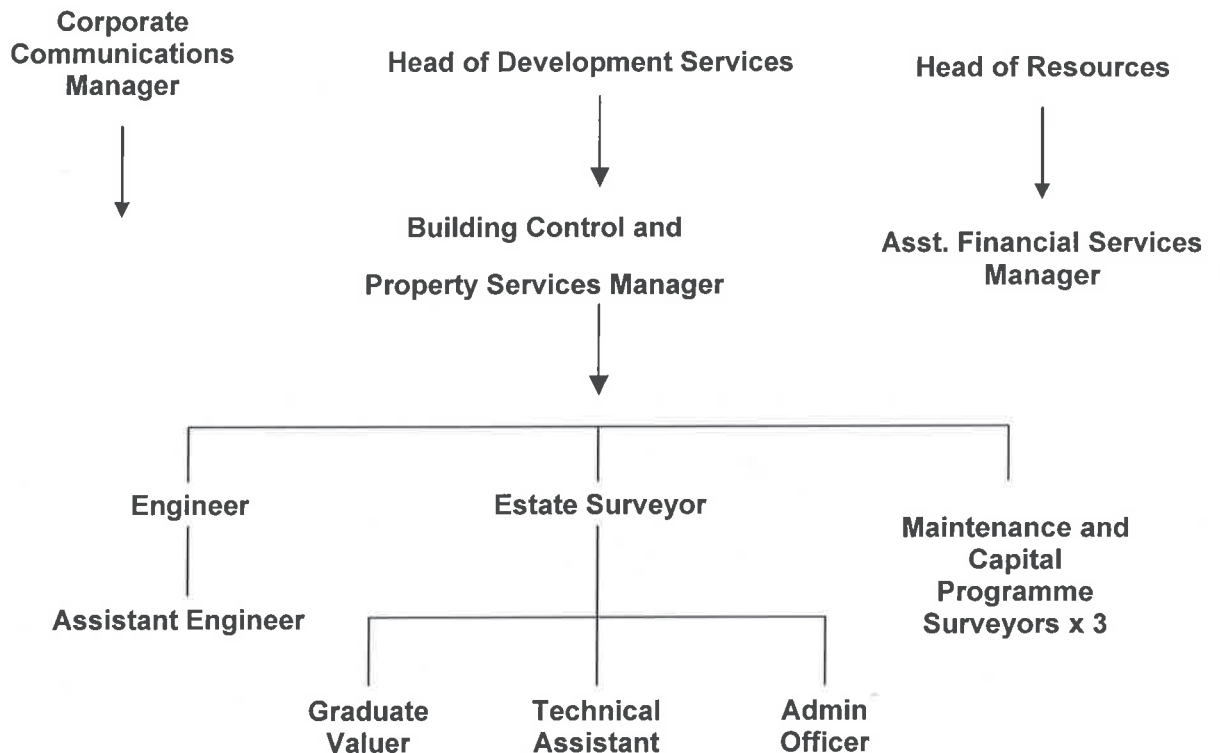 Corporate
Communications
Manager
Head of Development Services
Head of Resources
Building Control and
Property Services Manager
Asst. Financial Services
Manager
Engineer
Estate Surveyor
Maintenance and
Capital
Programme
Surveyors x 3
Assistant Engineer
Graduate
Valuer
Technical
Assistant
Admin
Officer